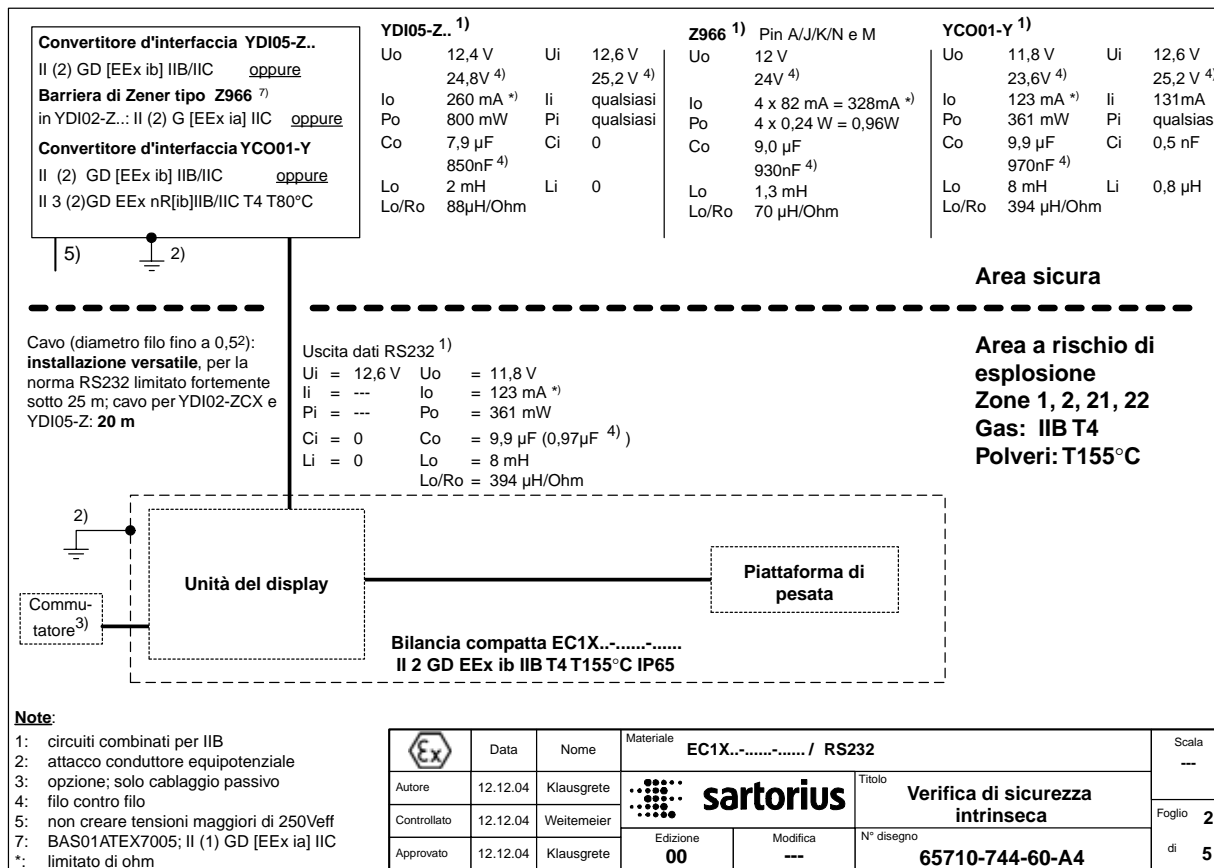 Convertitore d'interfaccia YDI05-Z..
II (2) GD [EEx ib] IIB/IIC oppure
Barriera di Zener tipo Z966 7)
in YDI02-Z..: II (2) G [EEx ia] IIC oppure
Convertitore d'interfaccia YCO01-Y
II (2) GD [EEx ib] IIB/IIC oppure
II 3 (2)GD EEx nR[ib]IIB/IIC T4 T80°C
5)
2)
YDI05-Z.. 1)
Uo 12,4 V Ui 12,6 V
24,8V 4) 25,2 V 4)
Io 260 mA *) Ii qualsiasi
Po 800 mW Pi qualsiasi
Co 7,9 µF Ci 0
850nF 4)
Lo 2 mH Li 0
Lo/Ro 88µH/Ohm
Z966 1) Pin A/J/K/N e M
Uo 12 V
24V 4)
Io 4 x 82 mA = 328mA *)
Po 4 x 0,24 W = 0,96W
Co 9,0 µF
930nF 4)
Lo 1,3 mH
Lo/Ro 70 µH/Ohm
YCO01-Y 1)
Uo 11,8 V Ui 12,6 V
23,6V 4) 25,2 V 4)
Io 123 mA *) Ii 131mA
Po 361 mW Pi qualsias
Co 9,9 µF Ci 0,5 nF
970nF 4)
Lo 8 mH Li 0,8 µH
Lo/Ro 394 µH/Ohm
Area sicura
Cavo (diametro filo fino a 0,52):
installazione versatile, per la
norma RS232 limitato fortemente
sotto 25 m; cavo per YDI02-ZCX e
YDI05-Z: 20 m
Uscita dati RS232 1)
Ui = 12,6 V Uo = 11,8 V
Ii = --- Io = 123 mA *)
Pi = --- Po = 361 mW
Ci = 0 Co = 9,9 µF (0,97µF 4) )
Li = 0 Lo = 8 mH
Lo/Ro = 394 µH/Ohm
Area a rischio di
esplosione
Zone 1, 2, 21, 22
Gas: IIB T4
Polveri: T155°C
2)
Unità del display
Piattaforma di
pesata
Commu-
tatore3)
Bilancia compatta EC1X..-......-......
II 2 GD EEx ib IIB T4 T155°C IP65
Note:
1: circuiti combinati per IIB
2: attacco conduttore equipotenziale
3: opzione; solo cablaggio passivo
4: filo contro filo
5: non creare tensioni maggiori di 250Veff
7: BAS01ATEX7005; II (1) GD [EEx ia] IIC
*: limitato di ohm
Ex Data Nome
Autore 12.12.04 Klausgrete
Controllato 12.12.04 Weitemeier
Approvato 12.12.04 Klausgrete
Materiale EC1X..-......-...... / RS232
sartorius
Edizione Modifica
00 ---
Titolo
Verifica di sicurezza
intrinseca
N° disegno
65710-744-60-A4
Scala
---
Foglio 2
di 5